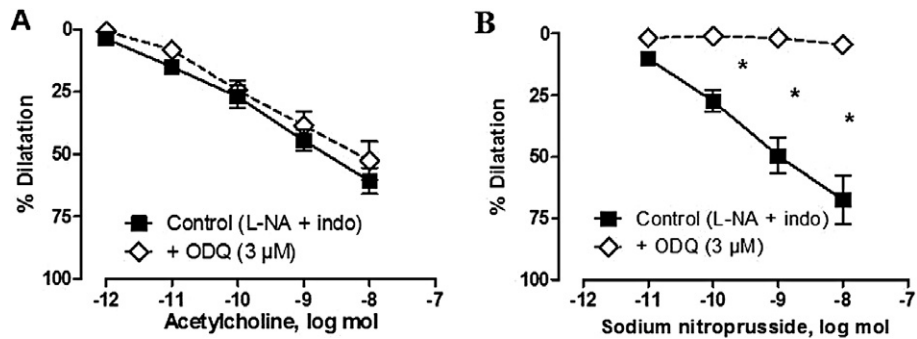 A
% Dilatation
0
25
50
75
100
Control (L-NA + indo)
+ ODQ (3 µM)
-12 -11 -10 -9 -8 -7
Acetylcholine, log mol
B
% Dilatation
0
25
50
75
100
*
*
*
Control (L-NA + indo)
+ ODQ (3 µM)
-12 -11 -10 -9 -8 -7
Sodium nitroprusside, log mol